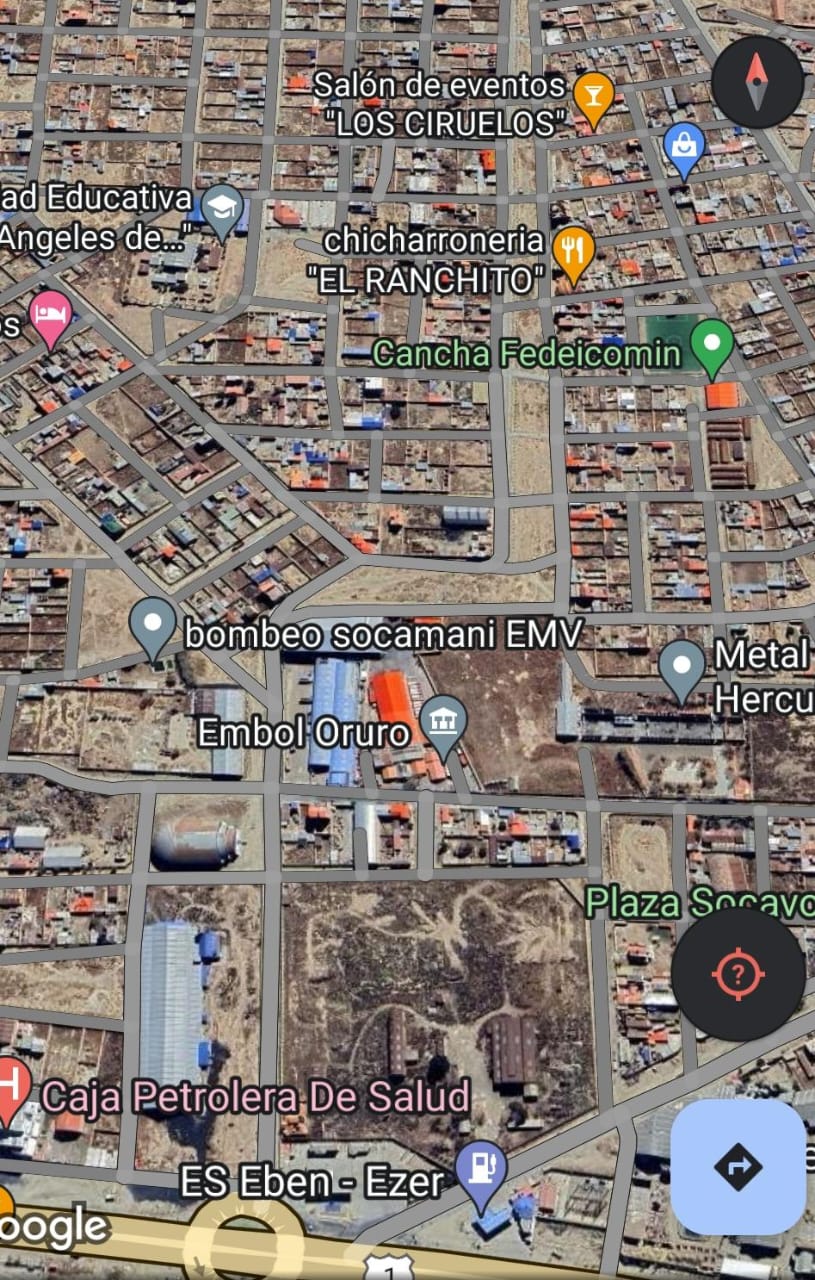 Salón de eventos
"LOS CIRUELOS"
ad Educativa
Angeles de..."
chicharroneria
"EL RANCHITO"
os
Cancha Fedeicomin
bombeo socamani EMV
Metal
Hercu
Embol Oruro
Plaza Socavo
?
H
Caja Petrolera De Salud
ES Eben - Ezer
e
oogle
1